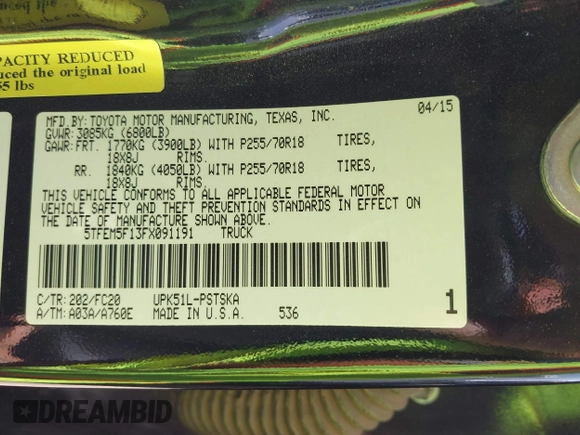 PACITY REDUCED
uced the original load
55 lbs
MFD.BY:TOYOTA MOTOR MANUFACTURING, TEXAS, INC. 04/15
GVWR:3085KG (6800LB)
GAWR:FRT. 1770KG (3900LB) WITH P255/70R18 TIRES,
18X8J RIMS,
RR. 1840KG (4050LB) WITH P255/70R18 TIRES,
18X8J RIMS.
THIS VEHICLE CONFORMS TO ALL APPLICABLE FEDERAL MOTOR
VEHICLE SAFETY AND THEFT PREVENTION STANDARDS IN EFFECT ON
THE DATE OF MANUFACTURE SHOWN ABOVE.
5TFEM5F13FX091191 TRUCK
C/TR:202/FC20 UPK51L-PSTSKA
A/TM:A03A/A760E MADE IN U.S.A. 536 1
DREAMBID